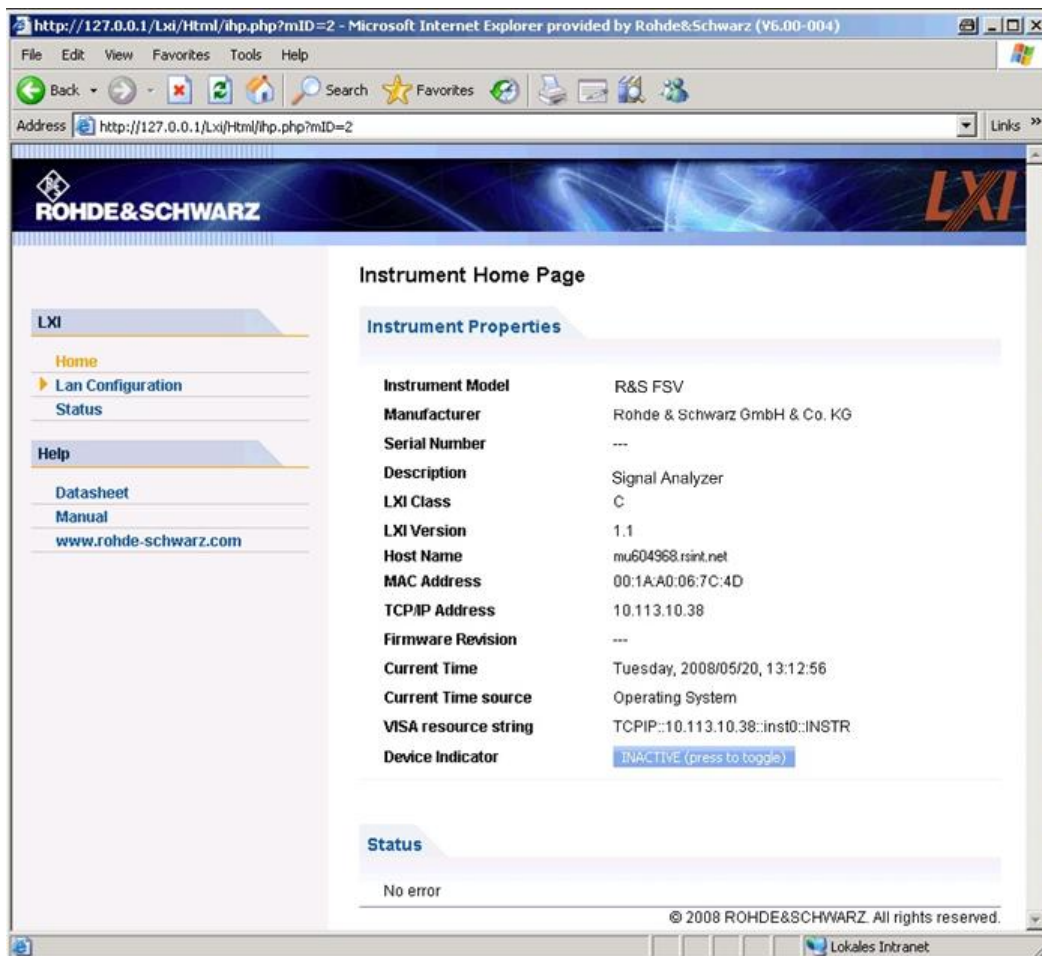 http://127.0.0.1/Lxi/Html/ihp.php?mID=2 - Microsoft Internet Explorer provided by Rohde&Schwarz (V6.00-004)
File Edit View Favorites Tools Help
Back Search Favorites
Address http://127.0.0.1/Lxi/Html/ihp.php?mID=2 Links »
R&S
ROHDE&SCHWARZ
LXI
Instrument Home Page
LXI
Home
Lan Configuration
Status
Help
Datasheet
Manual
www.rohde-schwarz.com
Instrument Properties
Instrument Model R&S FSV
Manufacturer Rohde & Schwarz GmbH & Co. KG
Serial Number ---
Description Signal Analyzer
LXI Class C
LXI Version 1.1
Host Name mu604968.rsint.net
MAC Address 00:1A:A0:06:7C:4D
TCP/IP Address 10.113.10.38
Firmware Revision ---
Current Time Tuesday, 2008/05/20, 13:12:56
Current Time source Operating System
VISA resource string TCPIP::10.113.10.38::inst0::INSTR
Device Indicator INACTIVE (press to toggle)
Status
No error
© 2008 ROHDE&SCHWARZ. All rights reserved.
Lokales Intranet